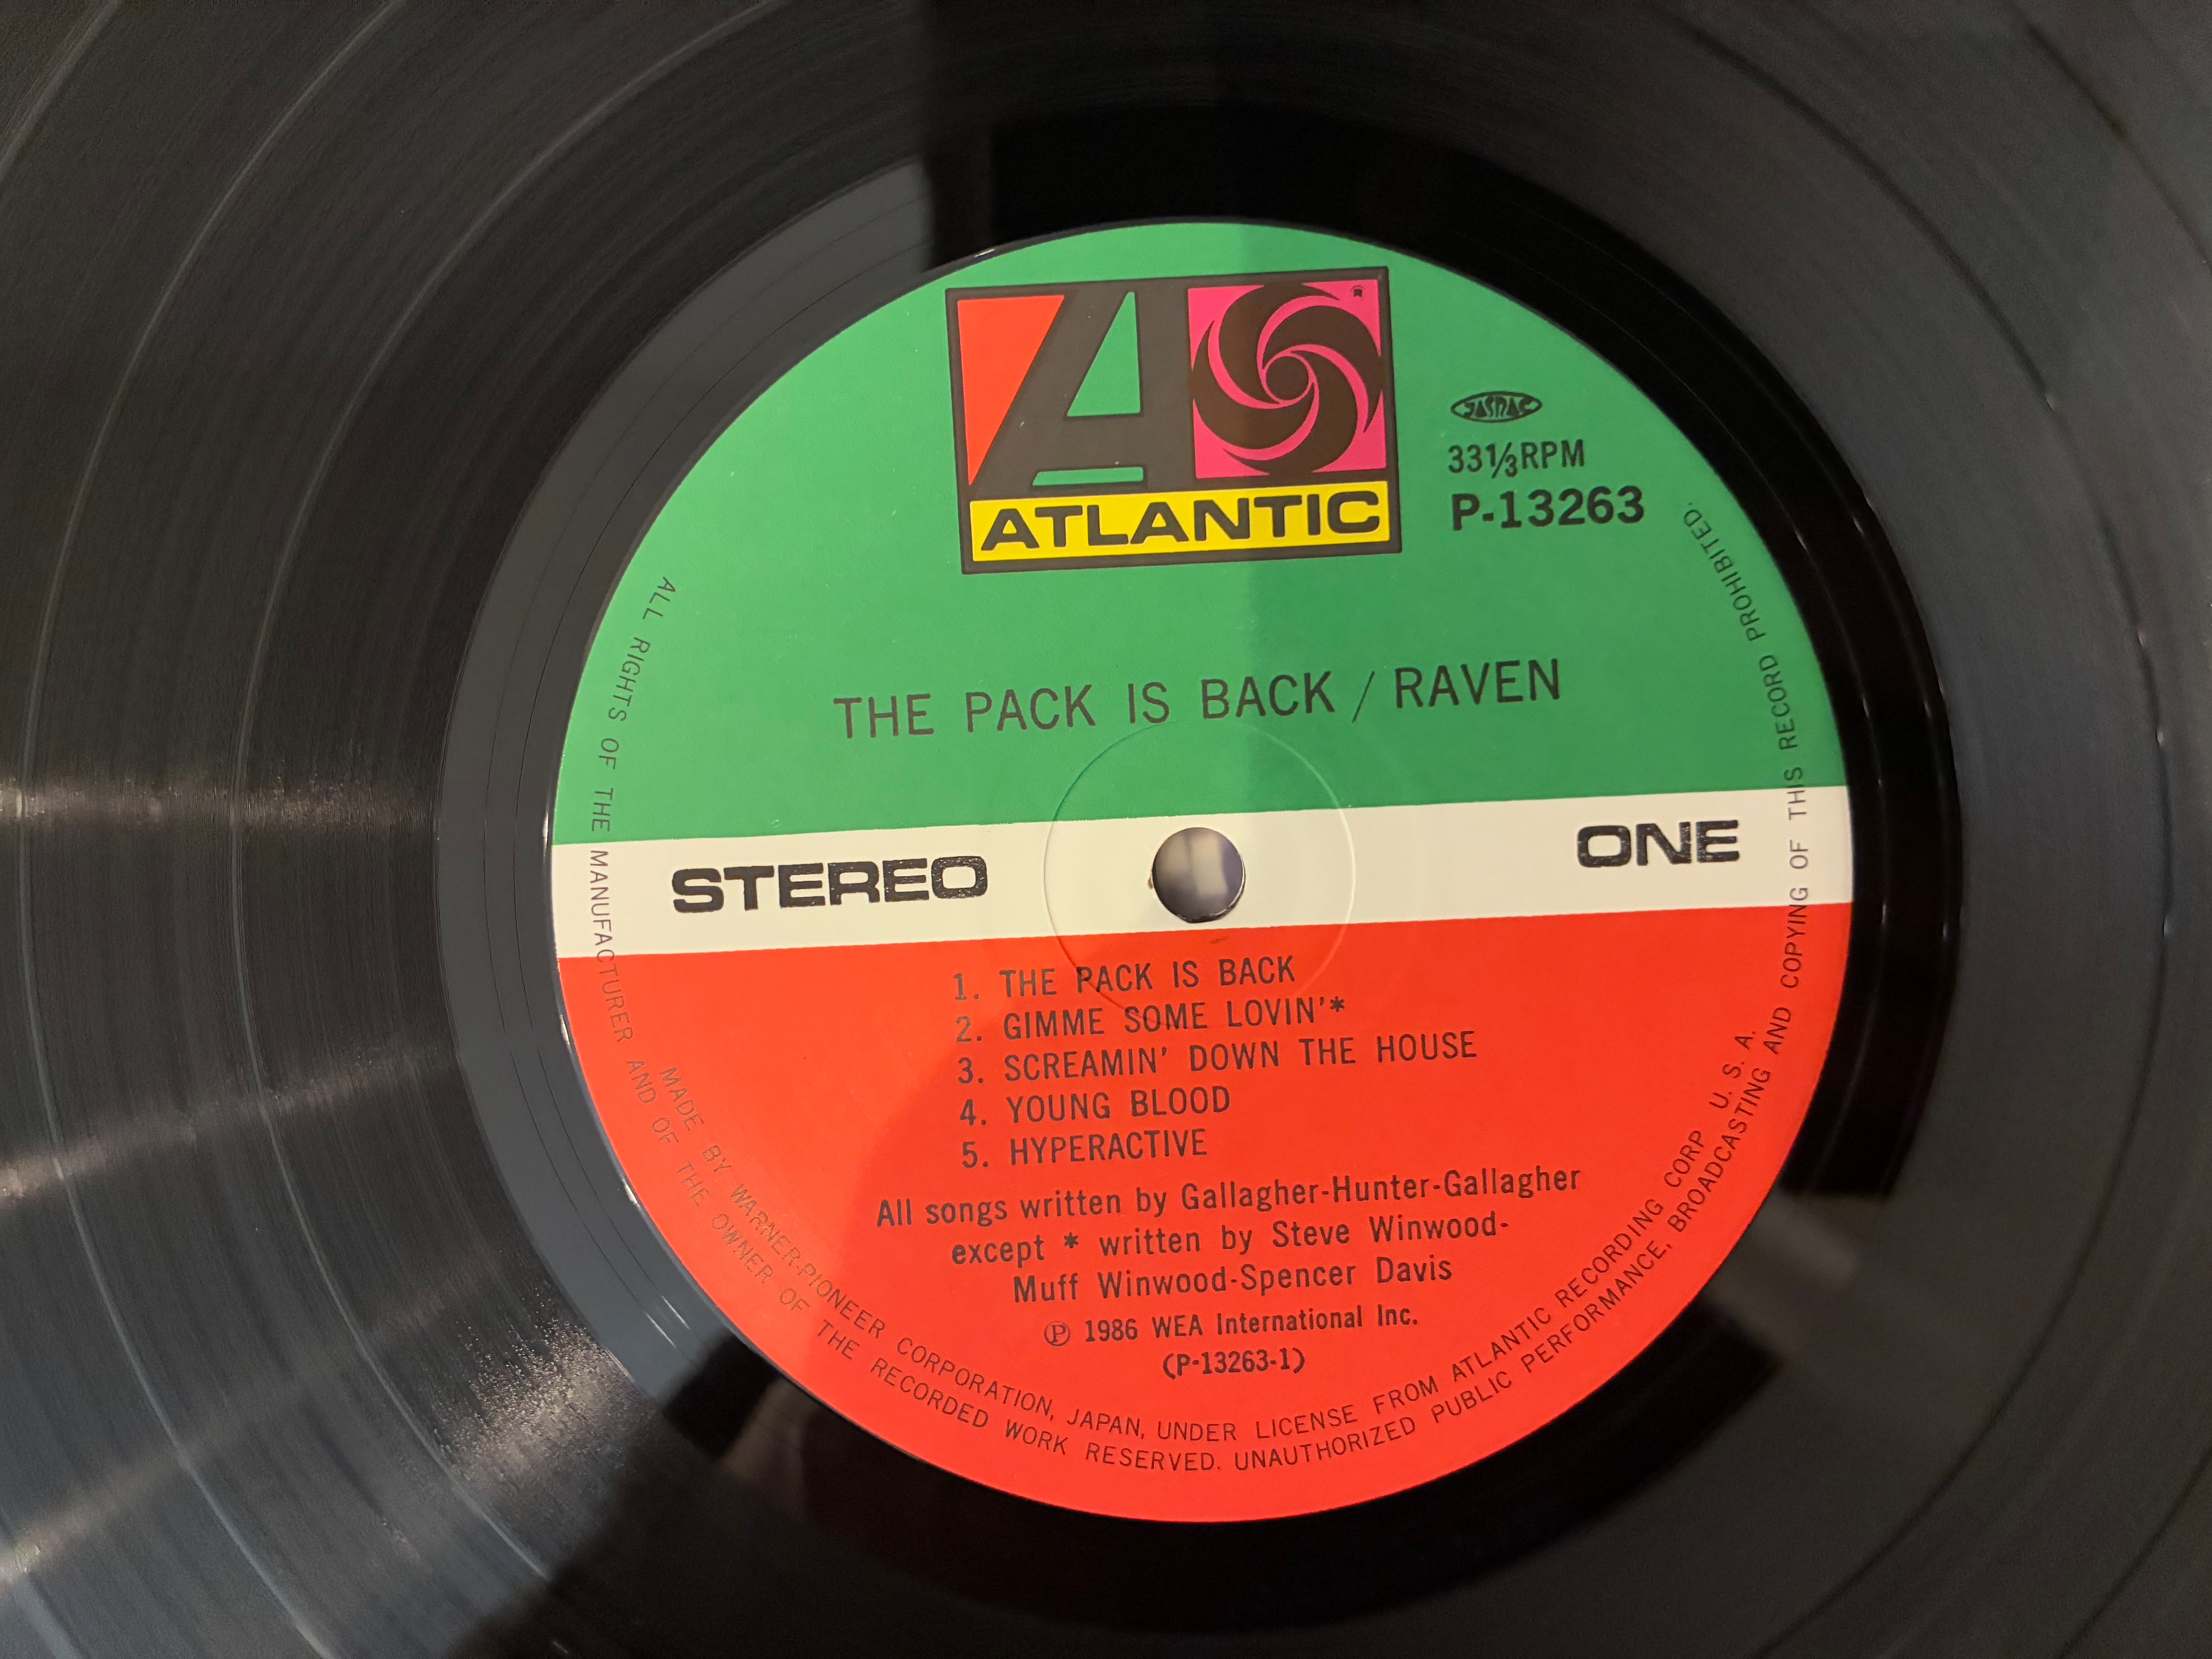 ATLANTIC
JASRAC
33⅓RPM
P-13263
THE PACK IS BACK / RAVEN
STEREO
ONE
1. THE PACK IS BACK
2. GIMME SOME LOVIN'*
3. SCREAMIN' DOWN THE HOUSE
4. YOUNG BLOOD
5. HYPERACTIVE
All songs written by Gallagher-Hunter-Gallagher
except * written by Steve Winwood-
Muff Winwood-Spencer Davis
Ⓟ 1986 WEA International Inc.
(P-13263-1)
MADE BY WARNER-PIONEER CORPORATION, JAPAN, UNDER LICENSE FROM ATLANTIC RECORDING CORP U. S. A.
ALL RIGHTS OF THE MANUFACTURER AND OF THE OWNER OF THE RECORDED WORK RESERVED. UNAUTHORIZED PUBLIC PERFORMANCE, BROADCASTING AND COPYING OF THIS RECORD PROHIBITED.